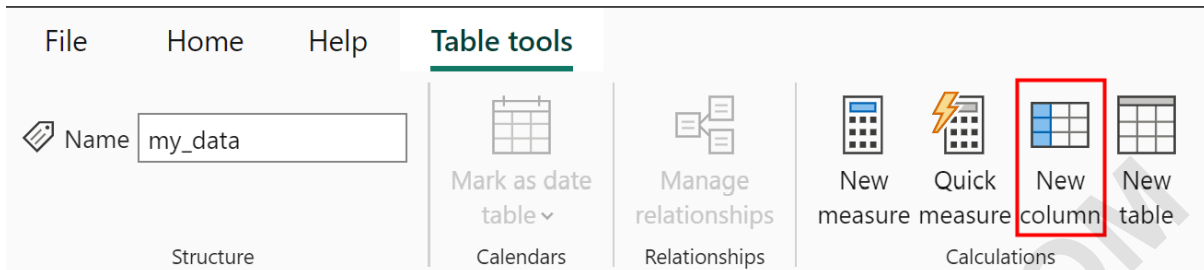 File Home Help Table tools
Name my_data
Mark as date table
Manage relationships
New measure
Quick measure
New column
New table
Structure Calendars Relationships Calculations
OM